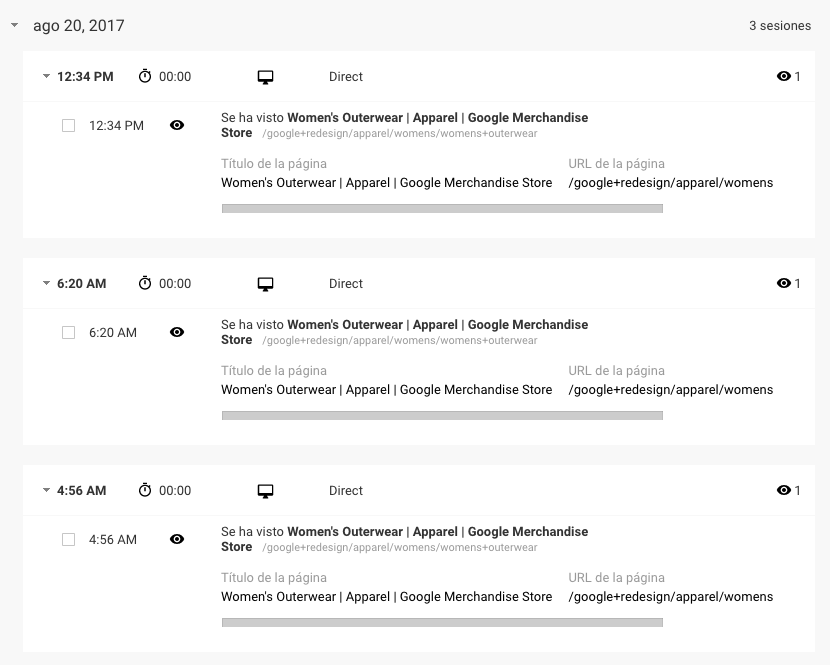 ago 20, 2017 3 sesiones
12:34 PM 00:00 Direct 1
12:34 PM Se ha visto Women's Outerwear | Apparel | Google Merchandise
Store /google+redesign/apparel/womens/womens+outerwear
Título de la página URL de la página
Women's Outerwear | Apparel | Google Merchandise Store /google+redesign/apparel/womens
6:20 AM 00:00 Direct 1
6:20 AM Se ha visto Women's Outerwear | Apparel | Google Merchandise
Store /google+redesign/apparel/womens/womens+outerwear
Título de la página URL de la página
Women's Outerwear | Apparel | Google Merchandise Store /google+redesign/apparel/womens
4:56 AM 00:00 Direct 1
4:56 AM Se ha visto Women's Outerwear | Apparel | Google Merchandise
Store /google+redesign/apparel/womens/womens+outerwear
Título de la página URL de la página
Women's Outerwear | Apparel | Google Merchandise Store /google+redesign/apparel/womens